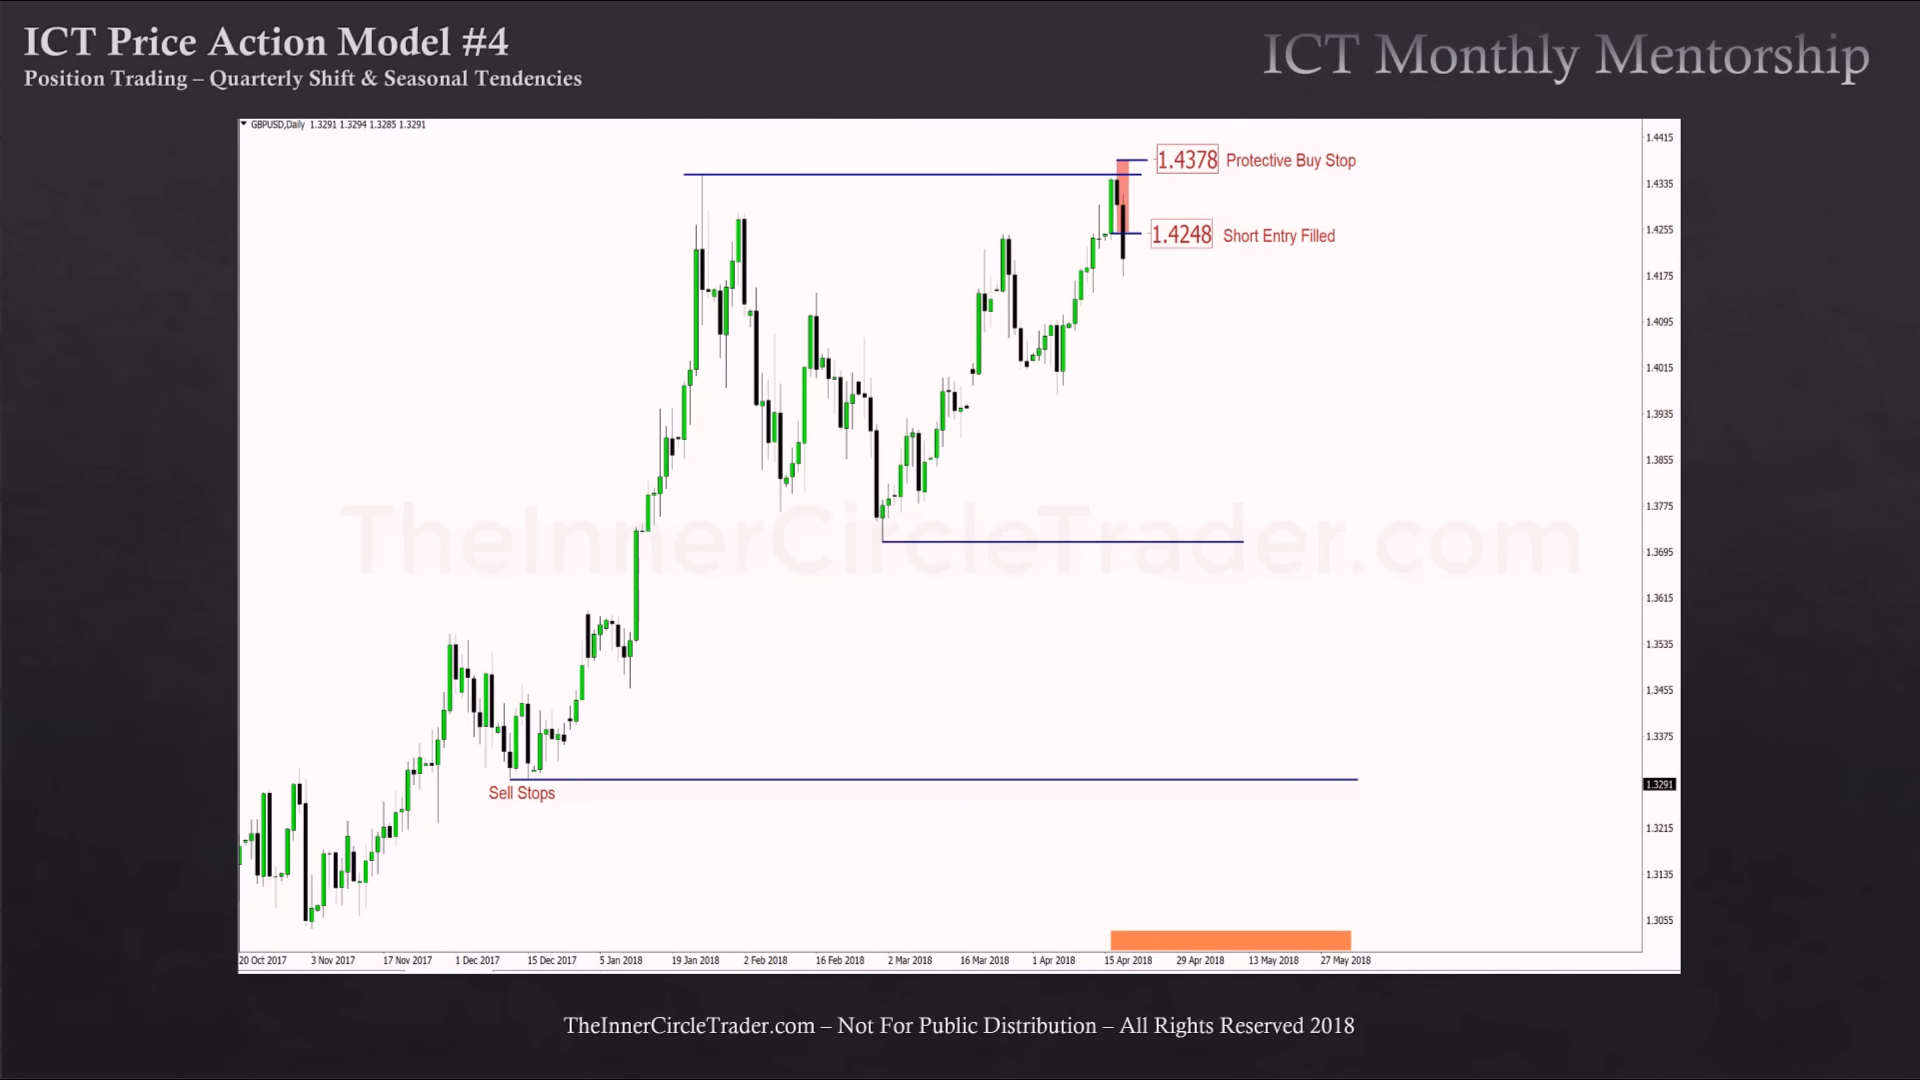 ICT Price Action Model #4
Position Trading – Quarterly Shift & Seasonal Tendencies
ICT Monthly Mentorship
GBPUSD,Daily 1.3291 1.3294 1.3285 1.3291
1.4415
1.4378 Protective Buy Stop
1.4335
1.4248 Short Entry Filled
1.4255
1.4175
1.4095
1.4015
1.3935
1.3855
1.3775
TheInnerCircleTrader.com
1.3695
1.3615
1.3535
1.3455
1.3375
1.3291
Sell Stops
1.3215
1.3135
1.3055
20 Oct 2017 3 Nov 2017 17 Nov 2017 1 Dec 2017 15 Dec 2017 5 Jan 2018 19 Jan 2018 2 Feb 2018 16 Feb 2018 2 Mar 2018 16 Mar 2018 1 Apr 2018 15 Apr 2018 29 Apr 2018 13 May 2018 27 May 2018
TheInnerCircleTrader.com – Not For Public Distribution – All Rights Reserved 2018